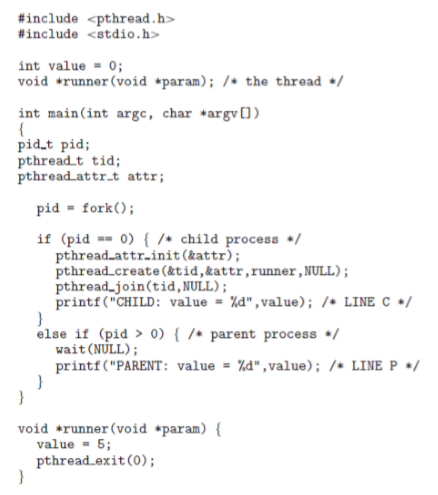 #include <pthread.h>
#include <stdio.h>
int value = 0;
void *runner(void *param); /* the thread */
int main(int argc, char *argv[])
{
pid_t pid;
pthread_t tid;
pthread_attr_t attr;
pid = fork();
if (pid == 0) { /* child process */
pthread_attr_init(&attr);
pthread_create(&tid,&attr,runner,NULL);
pthread_join(tid,NULL);
printf("CHILD: value = %d",value); /* LINE C */
}
else if (pid > 0) { /* parent process */
wait(NULL);
printf("PARENT: value = %d",value); /* LINE P */
}
}
void *runner(void *param) {
value = 5;
pthread_exit(0);
}